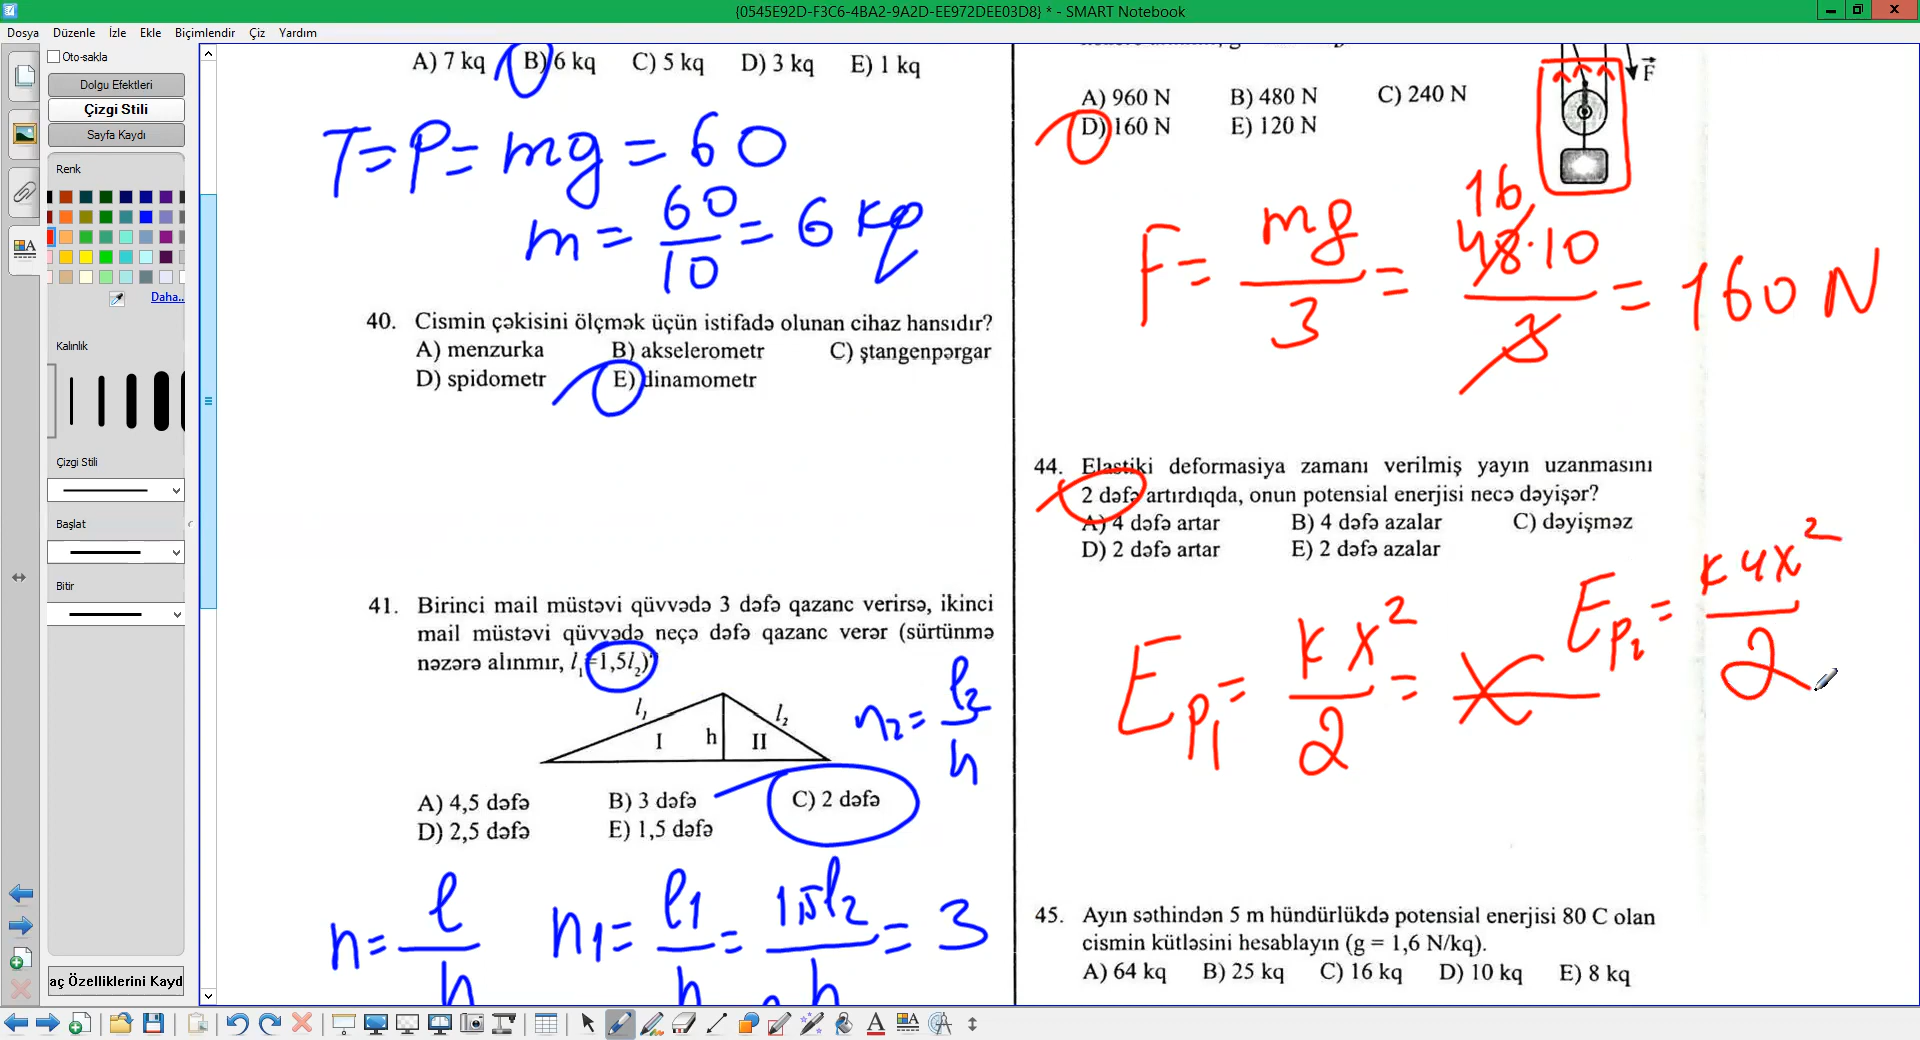 {0545E92D-F3C6-4BA2-9A2D-EE972DEE03D8} * - SMART Notebook
Dosya Düzenle İzle Ekle Biçimlendir Çiz Yardım
Oto-sakla
Dolgu Efektleri
Çizgi Stili
Sayfa Kaydı
Renk
Daha..
Kalınlık
Çizgi Stili
Başlat
Bitir
aç Özelliklerini Kayd
A) 7 kq B) 6 kq C) 5 kq D) 3 kq E) 1 kq
T=P=mg=60
m=60/10=6 kq
40. Cismin çəkisini ölçmək üçün istifadə olunan cihaz hansıdır?
A) menzurka B) akselerometr C) ştangenpərgar
D) spidometr E) dinamometr
41. Birinci mail müstəvi qüvvədə 3 dəfə qazanc verirsə, ikinci
mail müstəvi qüvvədə neçə dəfə qazanc verər (sürtünmə
nəzərə alınmır, l₁=1,5l₂)
l₁ l₂
I h II
n₂=l₂/h
A) 4,5 dəfə B) 3 dəfə C) 2 dəfə
D) 2,5 dəfə E) 1,5 dəfə
n=l/h n₁=l₁/h=1,5l₂/h=3
F
A) 960 N B) 480 N C) 240 N
D) 160 N E) 120 N
16
F=mg/3=48·10/3=160 N
44. Elastiki deformasiya zamanı verilmiş yayın uzanmasını
2 dəfə artırdıqda, onun potensial enerjisi necə dəyişər?
A) 4 dəfə artar B) 4 dəfə azalar C) dəyişməz
D) 2 dəfə artar E) 2 dəfə azalar
Ep₁=kx²/2= Ep₂=k4x²/2
45. Ayın səthindən 5 m hündürlükdə potensial enerjisi 80 C olan
cismin kütləsini hesablayın (g = 1,6 N/kq).
A) 64 kq B) 25 kq C) 16 kq D) 10 kq E) 8 kq